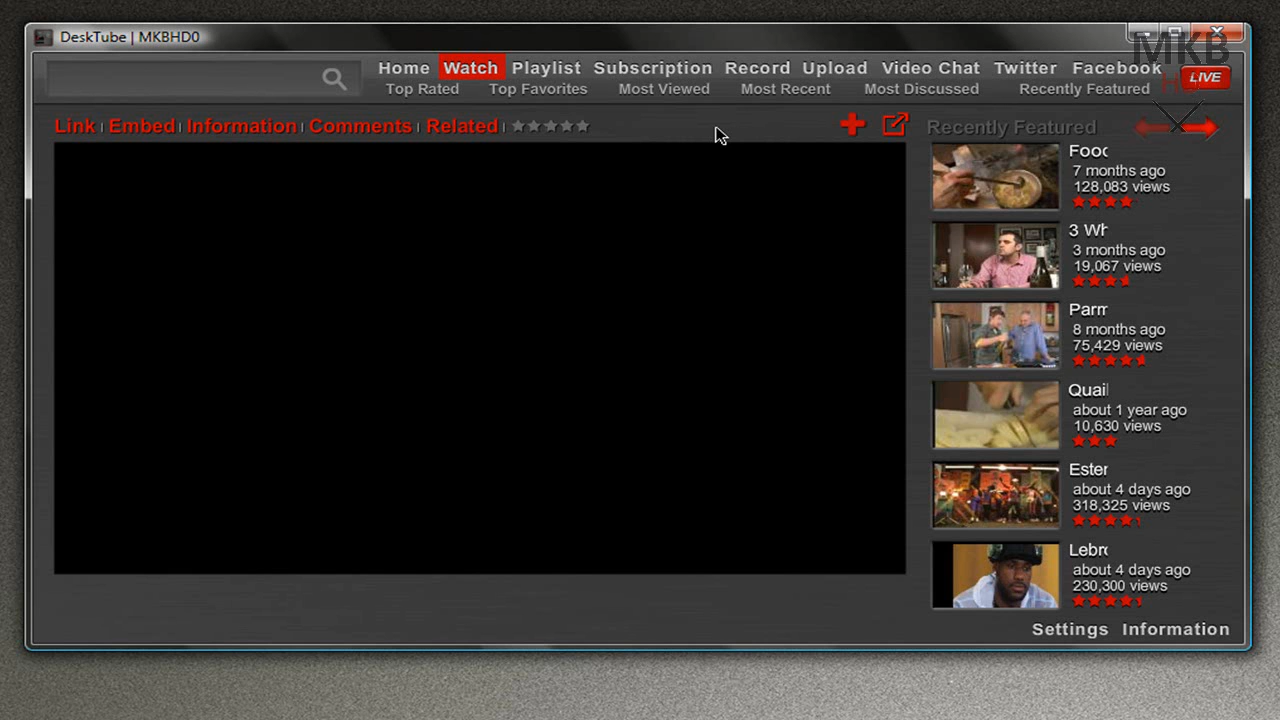 DeskTube | MKBHD0
MKB
HD
Home Watch Playlist Subscription Record Upload Video Chat Twitter Facebook LIVE
Top Rated Top Favorites Most Viewed Most Recent Most Discussed Recently Featured
Link Embed Information Comments Related
Recently Featured
7 months ago
128,083 views
3 Wh
3 months ago
19,067 views
Parm
8 months ago
75,429 views
Quail
about 1 year ago
10,630 views
Ester
about 4 days ago
318,325 views
Lebro
about 4 days ago
230,300 views
Settings Information